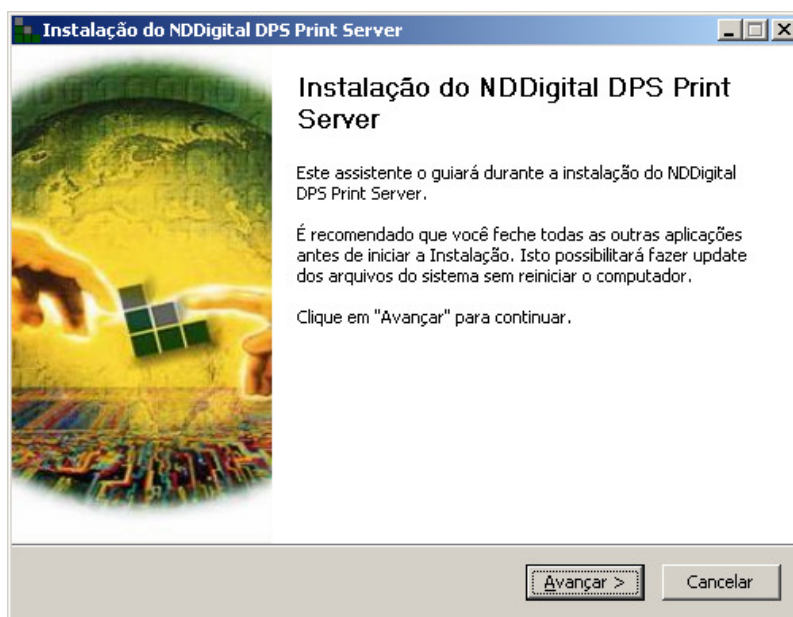 Instalação do NDDigital DPS Print Server
Instalação do NDDigital DPS Print
Server
Este assistente o guiará durante a instalação do NDDigital
DPS Print Server.
É recomendado que você feche todas as outras aplicações
antes de iniciar a Instalação. Isto possibilitará fazer update
dos arquivos do sistema sem reiniciar o computador.
Clique em "Avançar" para continuar.
Avançar >
Cancelar